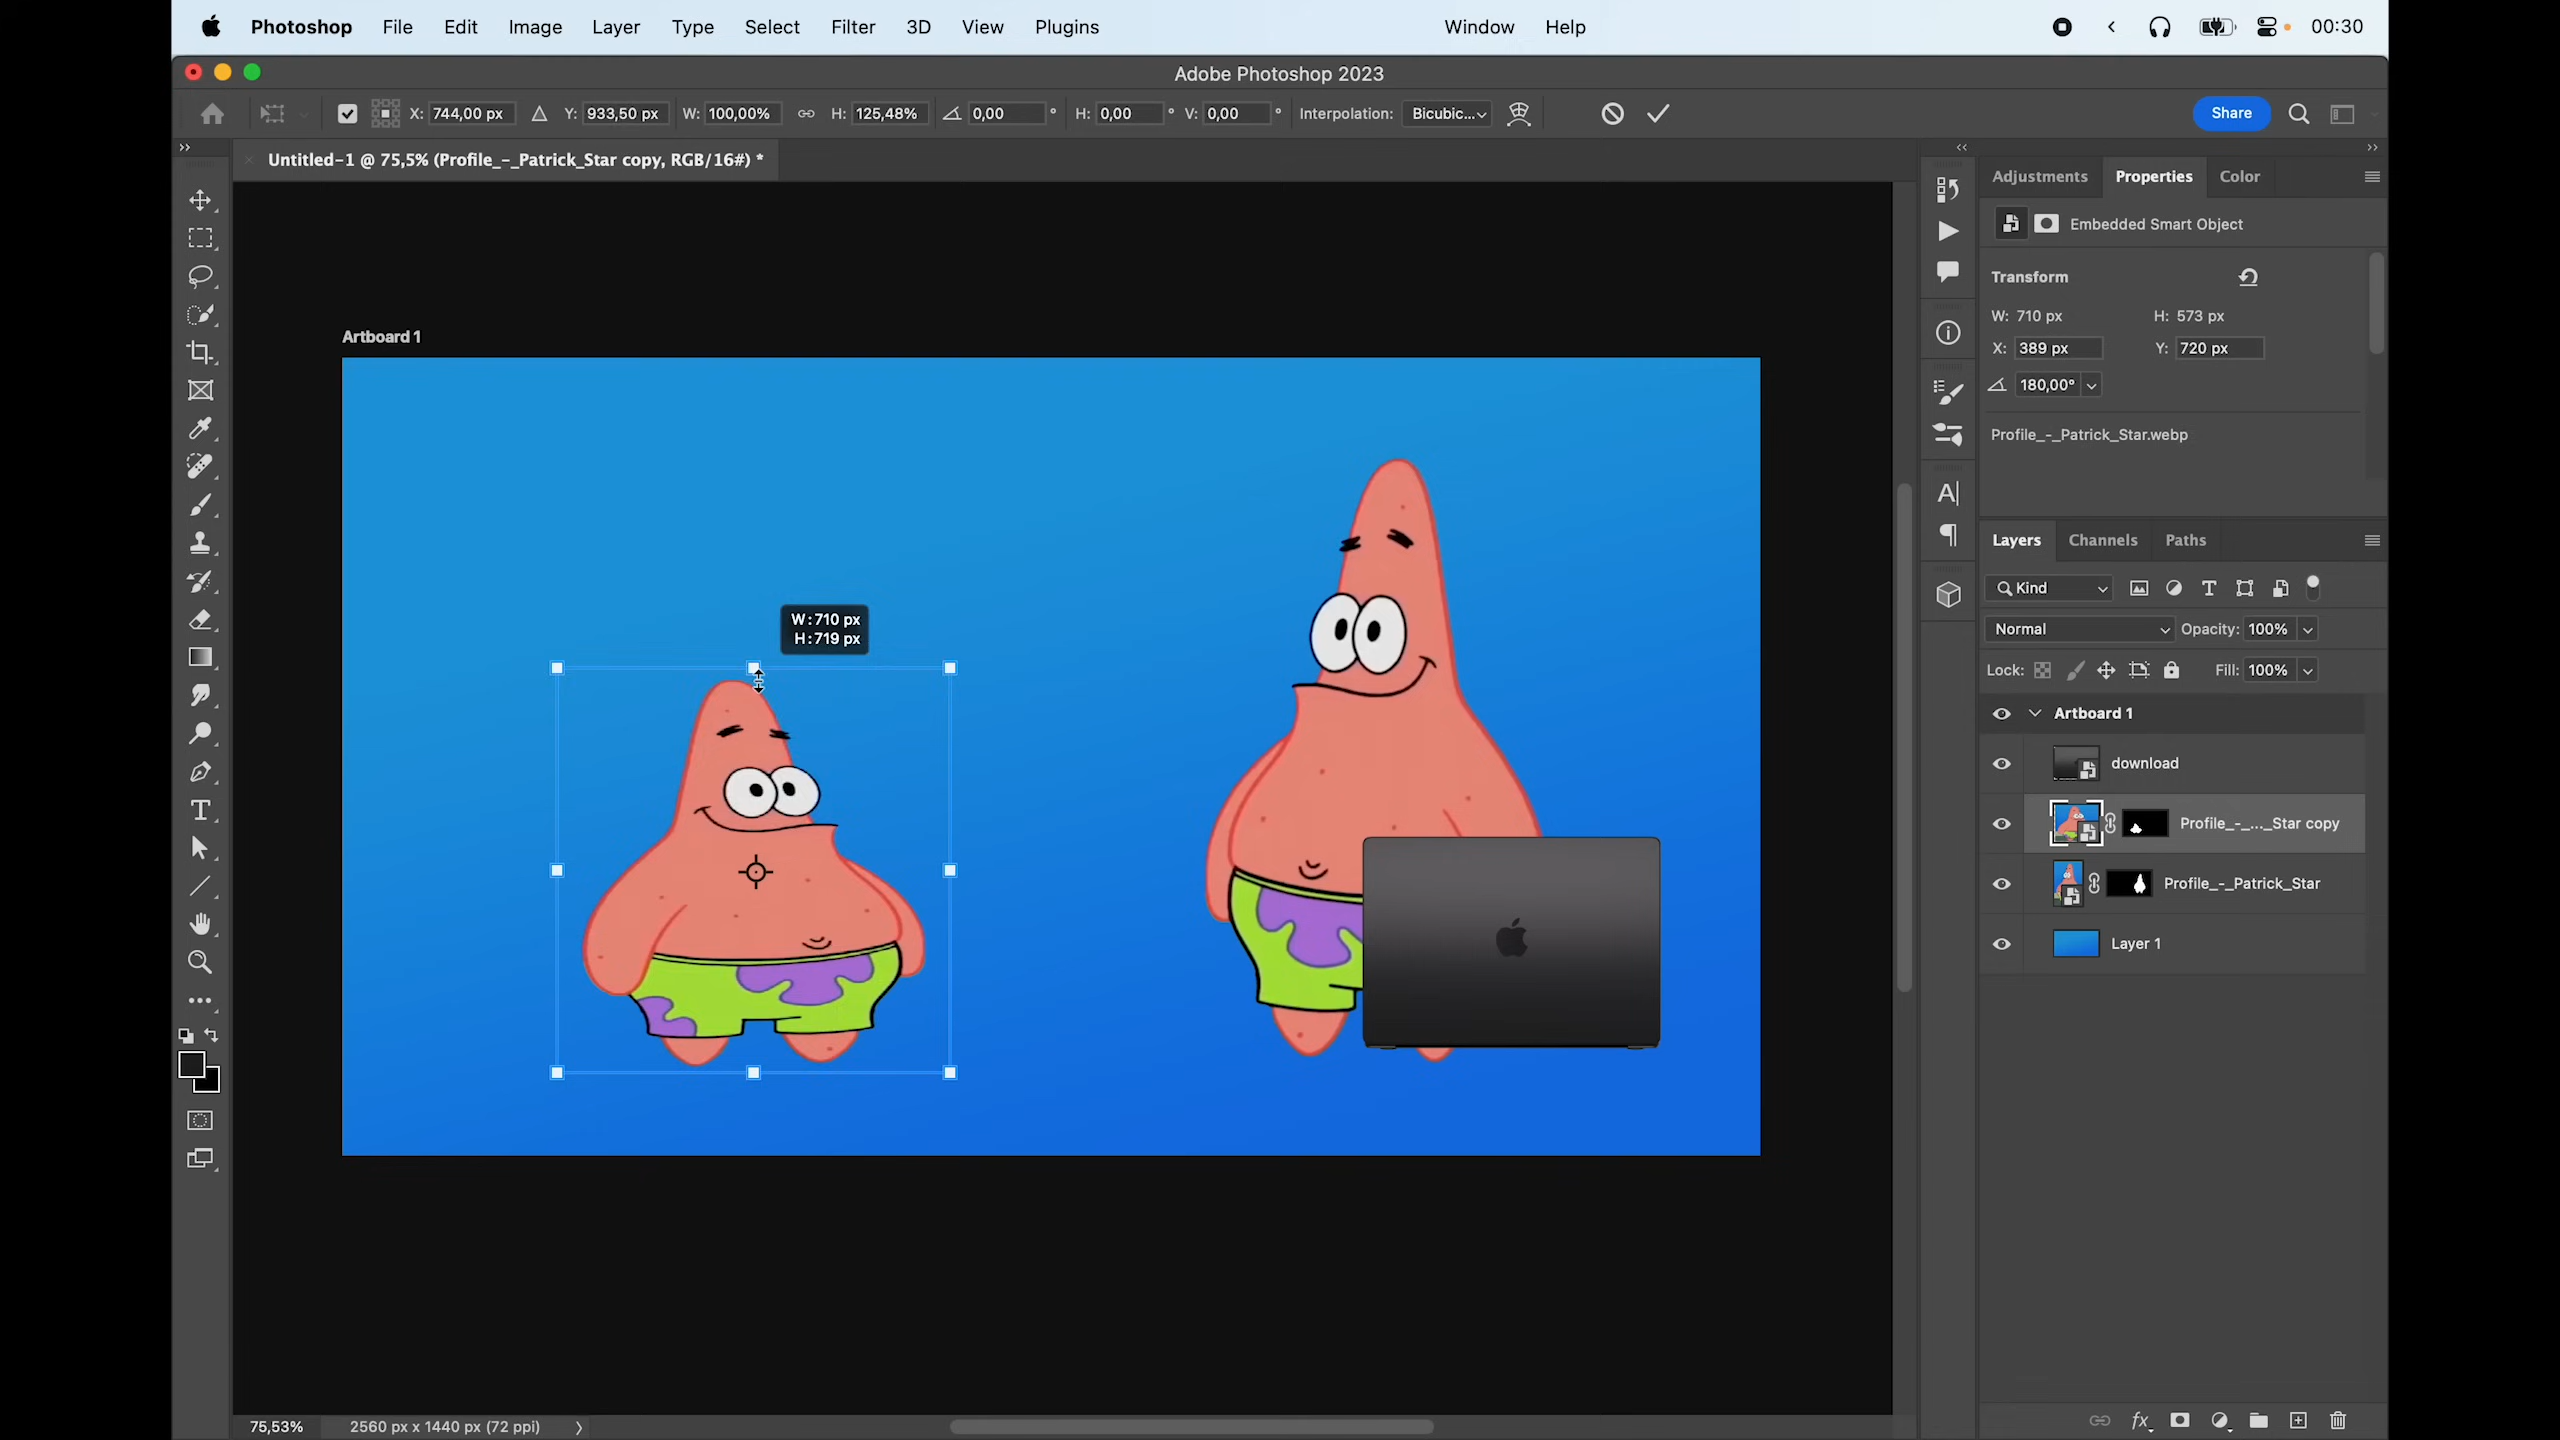 Photoshop File Edit Image Layer Type Select Filter 3D View Plugins Window Help 00:30
Adobe Photoshop 2023
X: 744,00 px Y: 933,50 px W: 100,00% H: 125,48% 0,00 ° H: 0,00 ° V: 0,00 ° Interpolation: Bicubic... Share
Untitled-1 @ 75,5% (Profile_-_Patrick_Star copy, RGB/16#) *
Adjustments Properties Color
Embedded Smart Object
Transform
W: 710 px H: 573 px
X: 389 px Y: 720 px
180,00°
Profile_-_Patrick_Star.webp
Artboard 1
W: 710 px
H: 719 px
Layers Channels Paths
Kind
Normal Opacity: 100%
Lock: Fill: 100%
Artboard 1
download
Profile_-_..._Star copy
Profile_-_Patrick_Star
Layer 1
75,53% 2560 px x 1440 px (72 ppi)